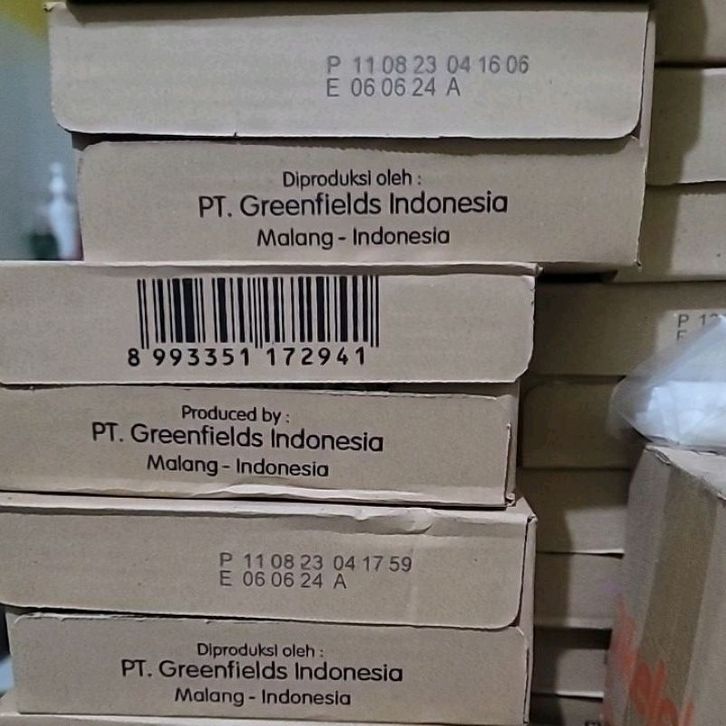 P 11 08 23 04 16 06
E 06 06 24 A
Diproduksi oleh :
PT. Greenfields Indonesia
Malang - Indonesia
8 993351 172941
Produced by :
PT. Greenfields Indonesia
Malang - Indonesia
P 11 08 23 04 17 59
E 06 06 24 A
Diproduksi oleh :
PT. Greenfields Indonesia
Malang - Indonesia